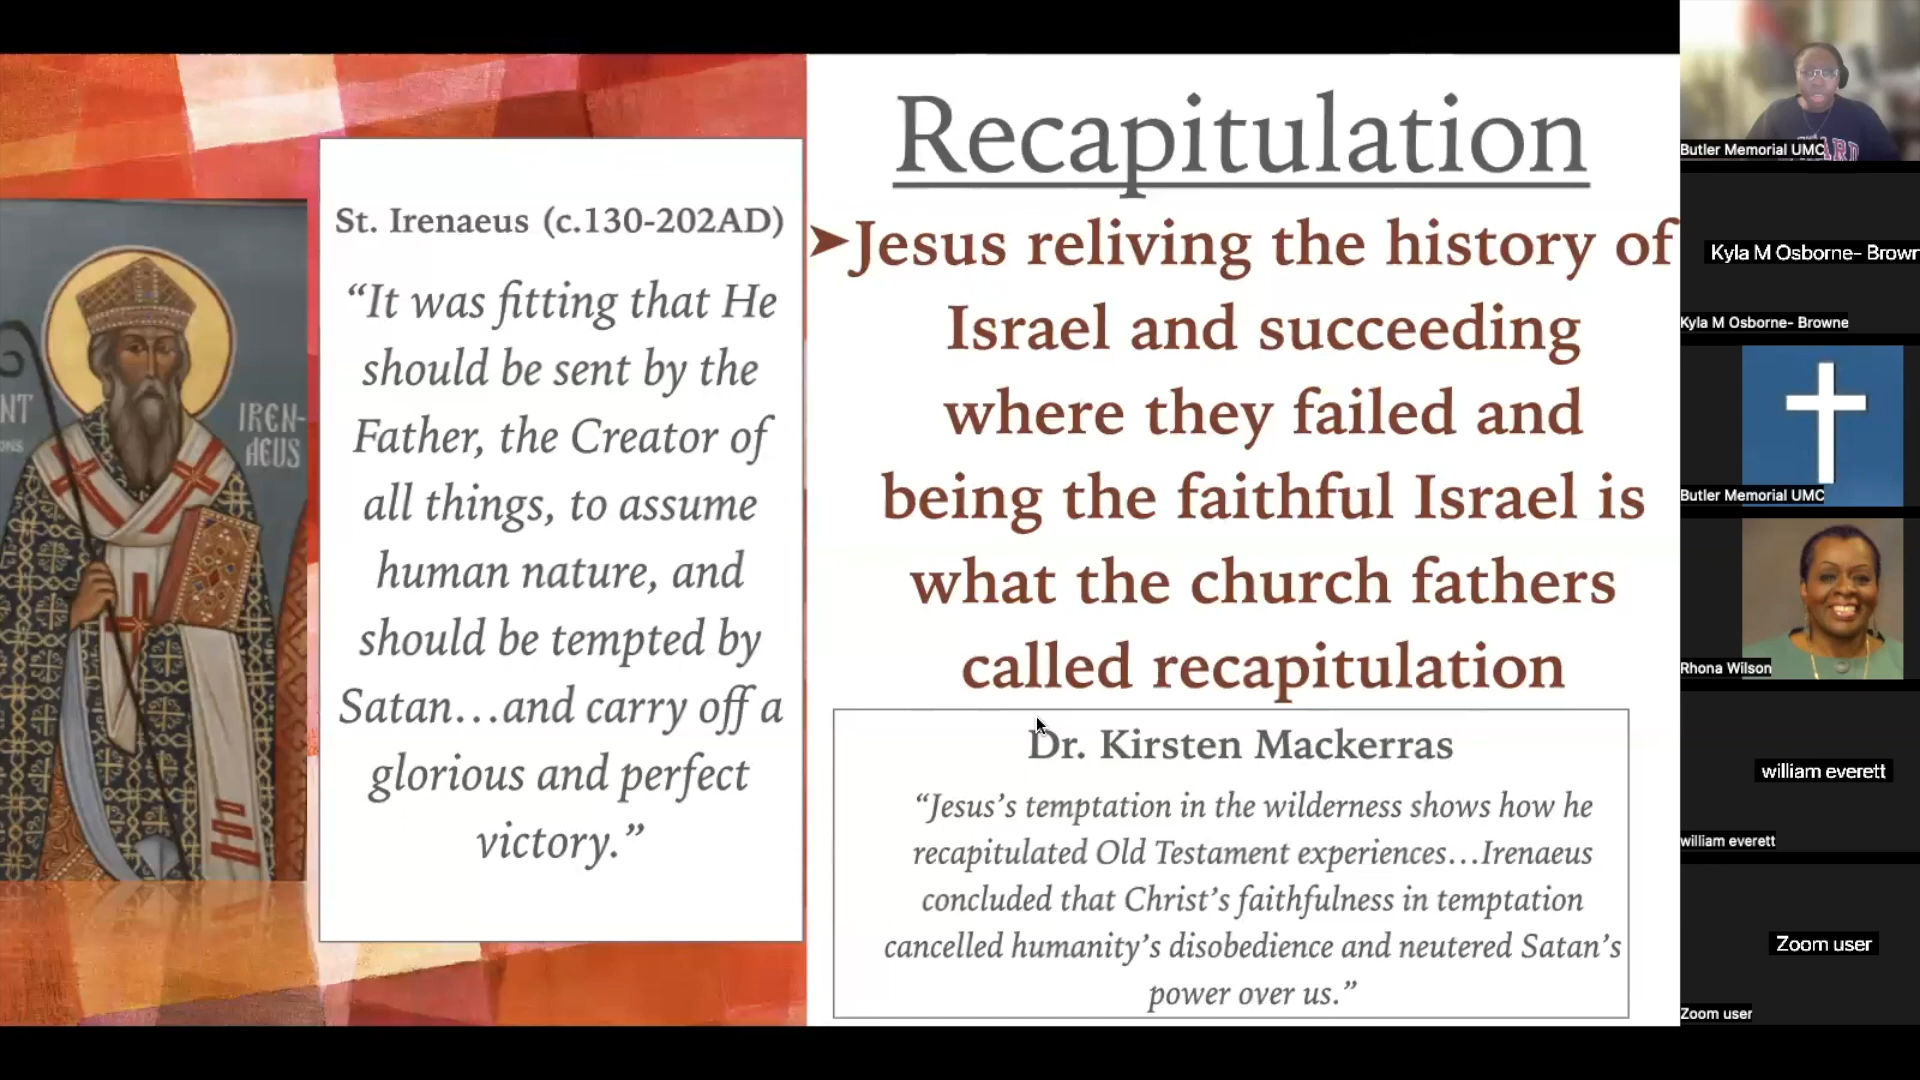 Recapitulation
St. Irenaeus (c.130-202AD)
“It was fitting that He
should be sent by the
Father, the Creator of
all things, to assume
human nature, and
should be tempted by
Satan…and carry off a
glorious and perfect
victory.”
NT
IREN-
AEUS
➤Jesus reliving the history of
Israel and succeeding
where they failed and
being the faithful Israel is
what the church fathers
called recapitulation
Dr. Kirsten Mackerras
“Jesus’s temptation in the wilderness shows how he
recapitulated Old Testament experiences…Irenaeus
concluded that Christ’s faithfulness in temptation
cancelled humanity’s disobedience and neutered Satan’s
power over us.”
Butler Memorial UMC
Kyla M Osborne- Brown
Kyla M Osborne- Browne
Butler Memorial UMC
Rhona Wilson
william everett
william everett
Zoom user
Zoom user